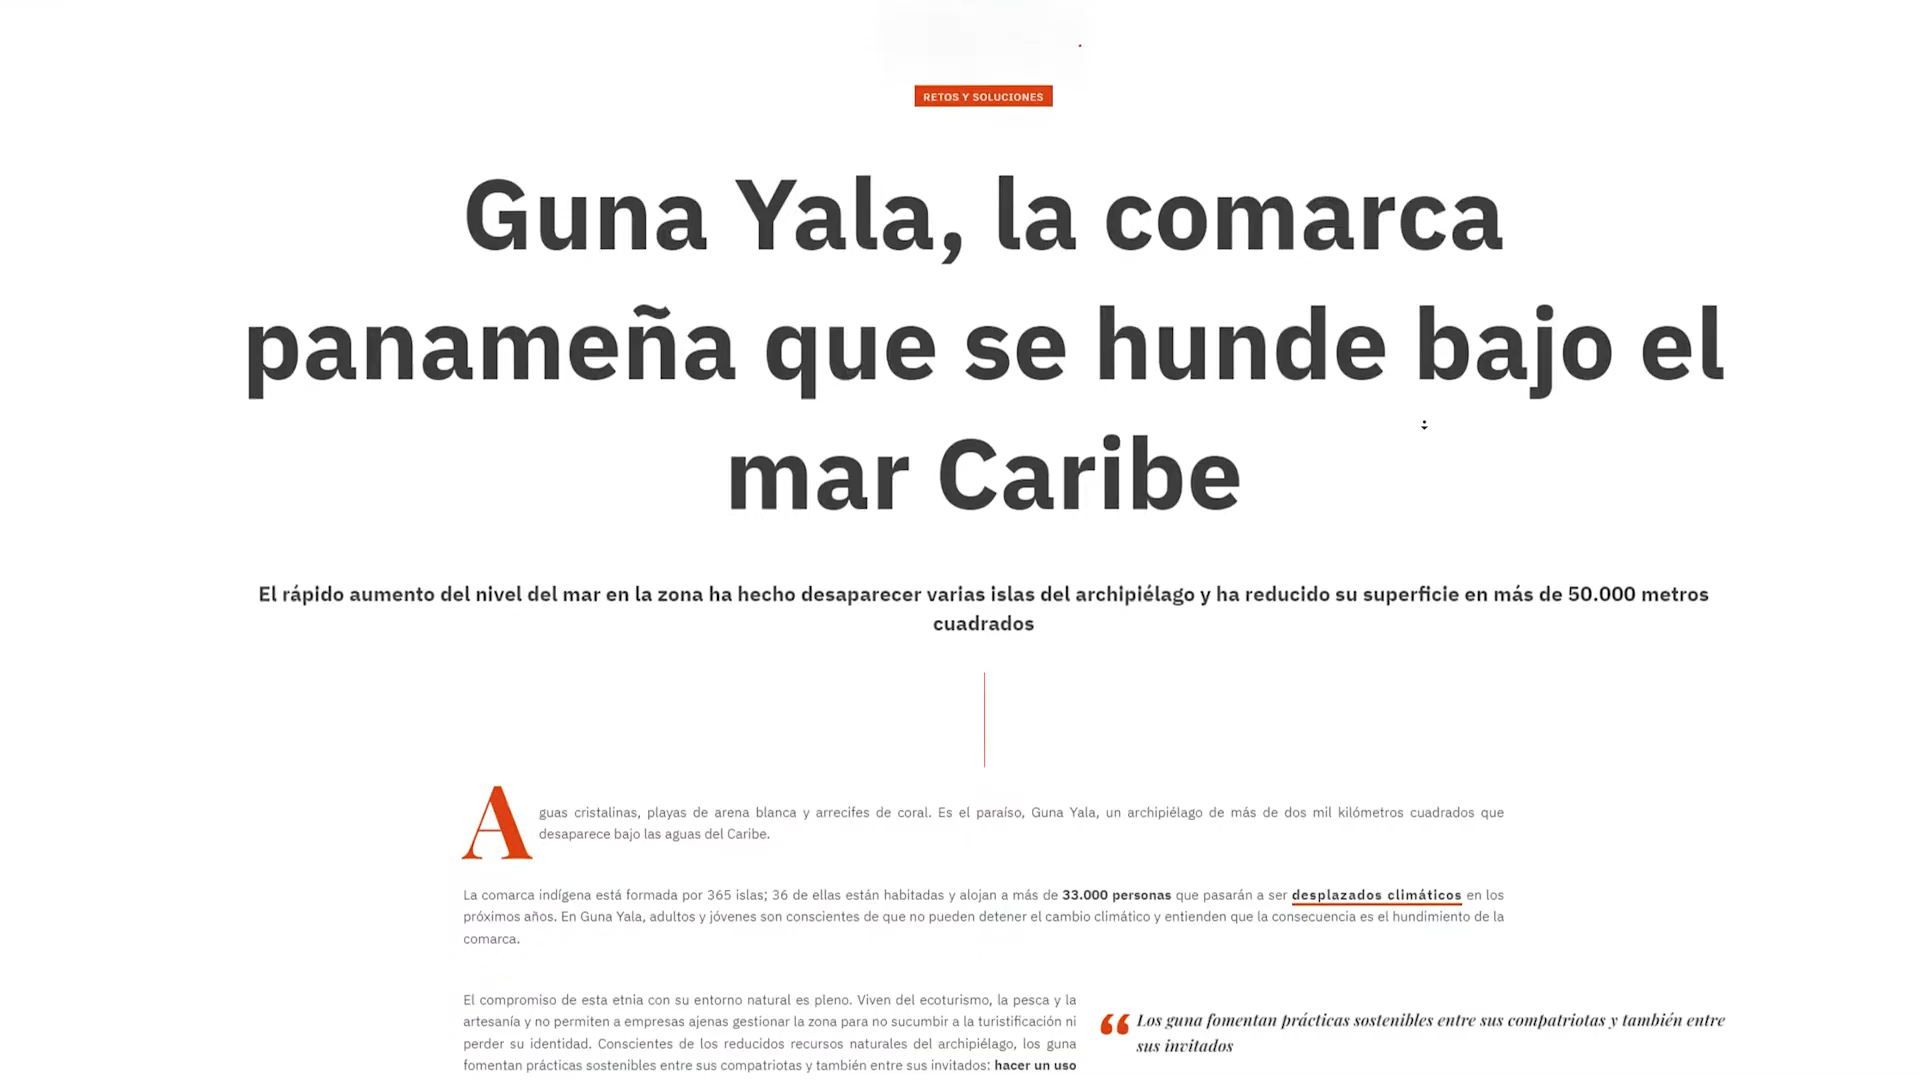 RETOS Y SOLUCIONES
Guna Yala, la comarca
panameña que se hunde bajo el
mar Caribe
El rápido aumento del nivel del mar en la zona ha hecho desaparecer varias islas del archipiélago y ha reducido su superficie en más de 50.000 metros
cuadrados
Aguas cristalinas, playas de arena blanca y arrecifes de coral. Es el paraíso, Guna Yala, un archipiélago de más de dos mil kilómetros cuadrados que
desaparece bajo las aguas del Caribe.
La comarca indígena está formada por 365 islas; 36 de ellas están habitadas y alojan a más de 33.000 personas que pasarán a ser desplazados climáticos en los
próximos años. En Guna Yala, adultos y jóvenes son conscientes de que no pueden detener el cambio climático y entienden que la consecuencia es el hundimiento de la
comarca.
El compromiso de esta etnia con su entorno natural es pleno. Viven del ecoturismo, la pesca y la
artesanía y no permiten a empresas ajenas gestionar la zona para no sucumbir a la turistificación ni
perder su identidad. Conscientes de los reducidos recursos naturales del archipiélago, los guna
fomentan prácticas sostenibles entre sus compatriotas y también entre sus invitados: hacer un uso
“ Los guna fomentan prácticas sostenibles entre sus compatriotas y también entre
sus invitados